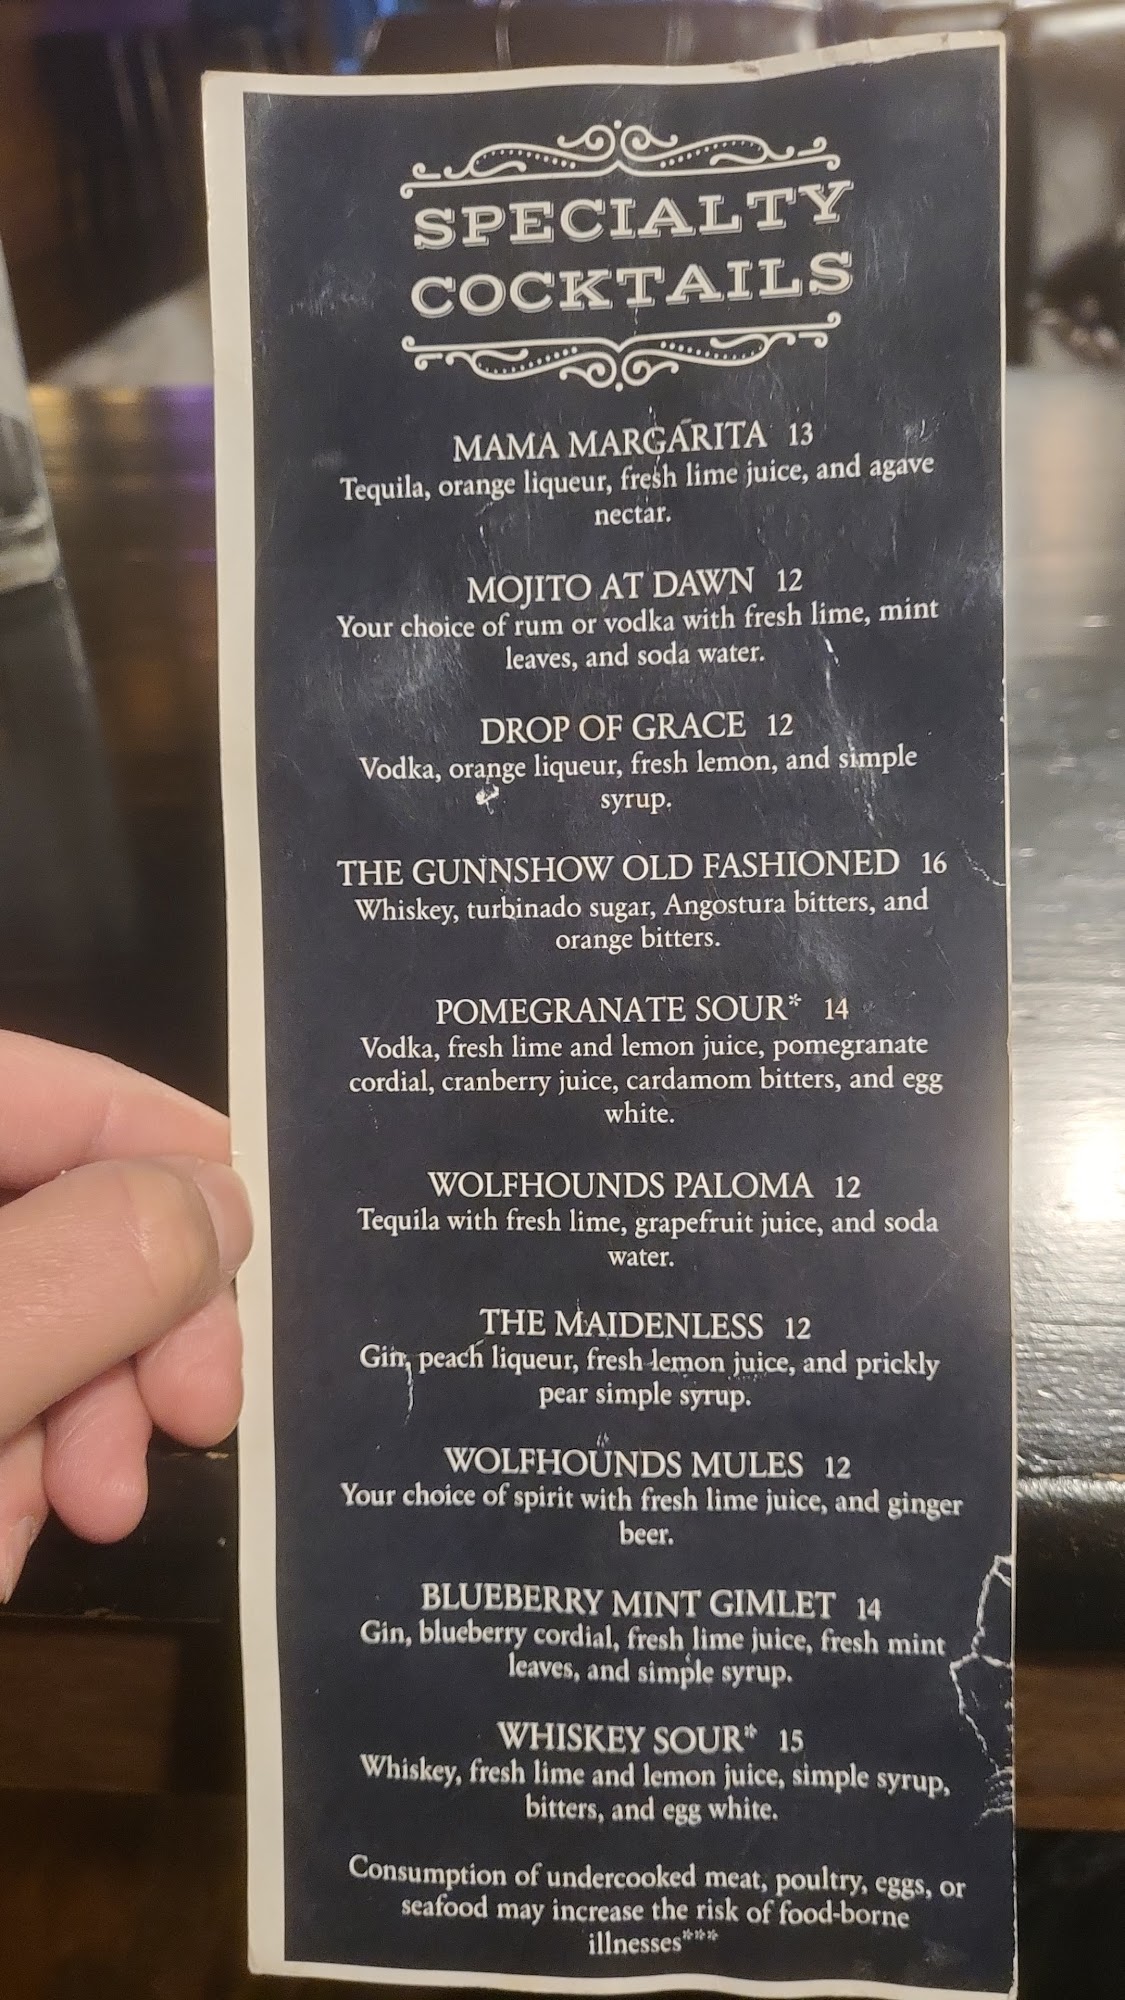 SPECIALTY
COCKTAILS
MAMA MARGARITA 13
Tequila, orange liqueur, fresh lime juice, and agave
nectar.
MOJITO AT DAWN 12
Your choice of rum or vodka with fresh lime, mint
leaves, and soda water.
DROP OF GRACE 12
Vodka, orange liqueur, fresh lemon, and simple
syrup.
THE GUNNSHOW OLD FASHIONED 16
Whiskey, turbinado sugar, Angostura bitters, and
orange bitters.
POMEGRANATE SOUR* 14
Vodka, fresh lime and lemon juice, pomegranate
cordial, cranberry juice, cardamom bitters, and egg
white.
WOLFHOUNDS PALOMA 12
Tequila with fresh lime, grapefruit juice, and soda
water.
THE MAIDENLESS 12
Gin, peach liqueur, fresh lemon juice, and prickly
pear simple syrup.
WOLFHOUNDS MULES 12
Your choice of spirit with fresh lime juice, and ginger
beer.
BLUEBERRY MINT GIMLET 14
Gin, blueberry cordial, fresh lime juice, fresh mint
leaves, and simple syrup.
WHISKEY SOUR* 15
Whiskey, fresh lime and lemon juice, simple syrup,
bitters, and egg white.
Consumption of undercooked meat, poultry, eggs, or
seafood may increase the risk of food-borne
illnesses***